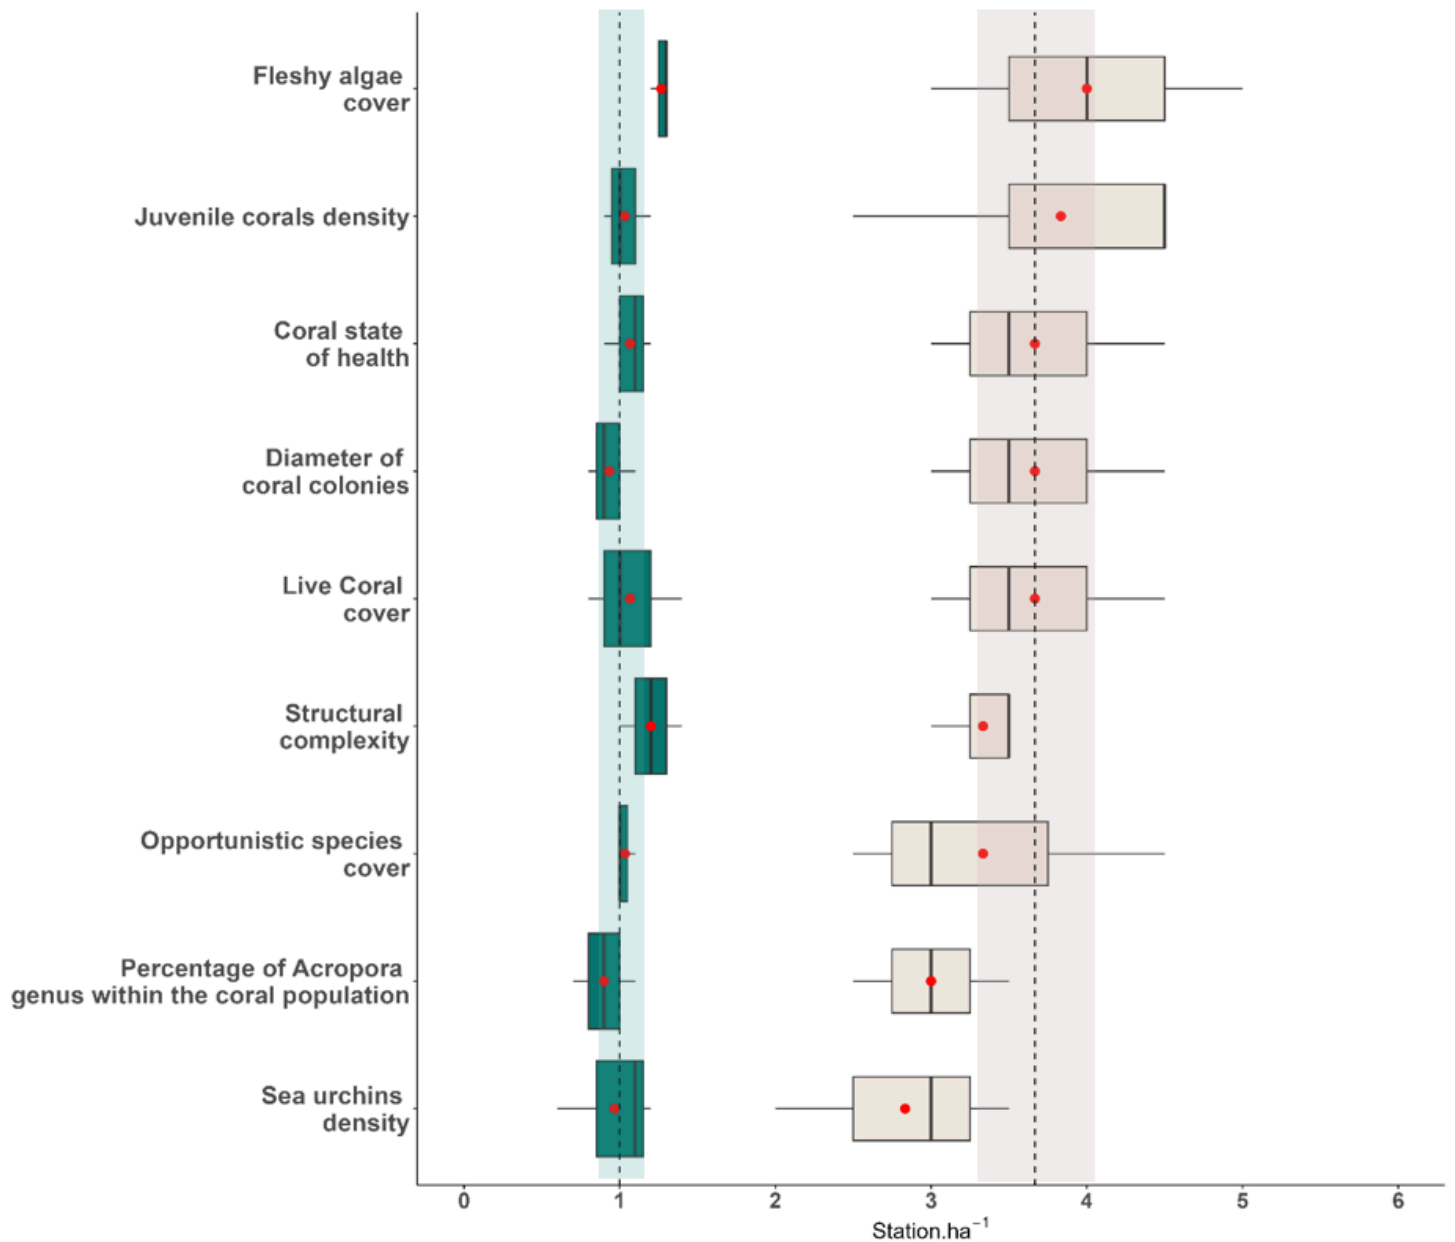 Fleshy algae
cover
Juvenile corals density
Coral state
of health
Diameter of
coral colonies
Live Coral
cover
Structural
complexity
Opportunistic species
cover
Percentage of Acropora
genus within the coral population
Sea urchins
density
0 1 2 3 4 5 6
Station.ha⁻¹